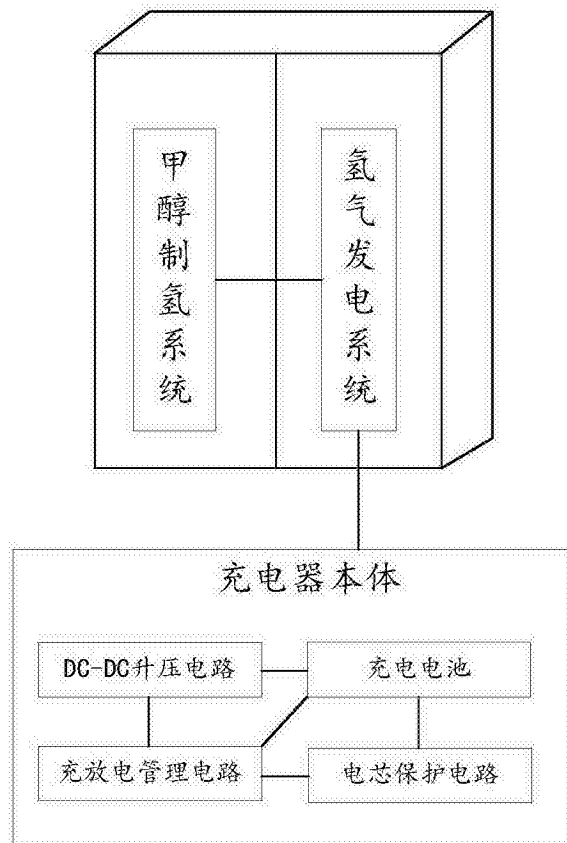 甲醇制氢系统
氢气发电系统
充电器本体
DC-DC升压电路
充电电池
充放电管理电路
电芯保护电路